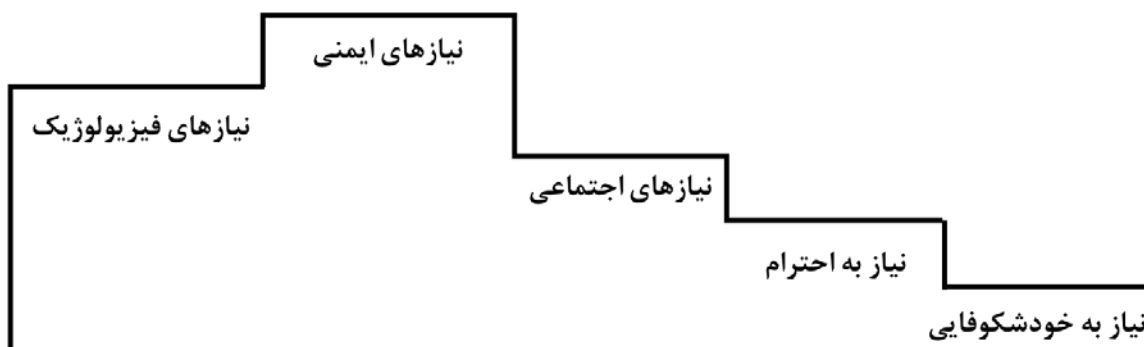 نیازهای ایمنی
نیازهای فیزیولوژیک
نیازهای اجتماعی
نیاز به احترام
نیاز به خودشکوفایی